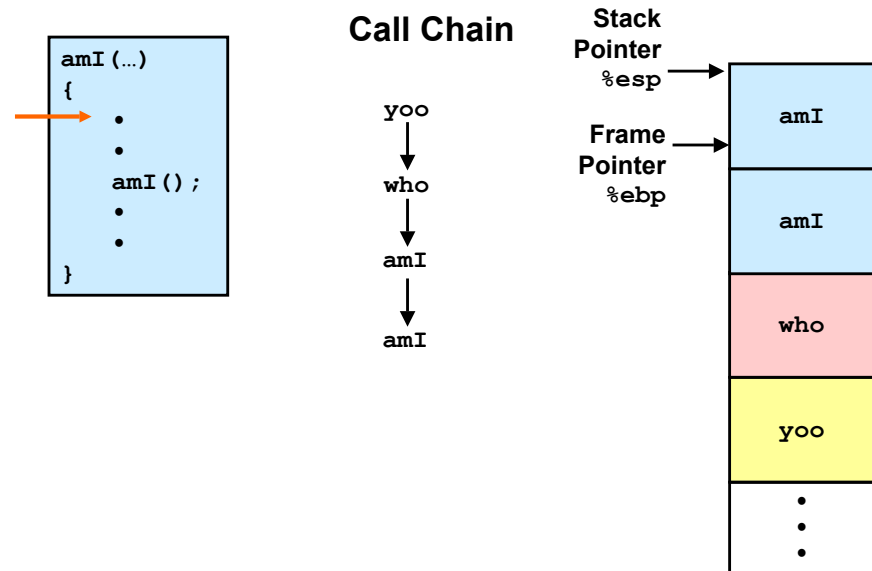 Call Chain
amI(…)
{
•
•
amI();
•
•
}
yoo
who
amI
amI
Stack
Pointer
%esp
Frame
Pointer
%ebp
amI
amI
who
yoo
•
•
•